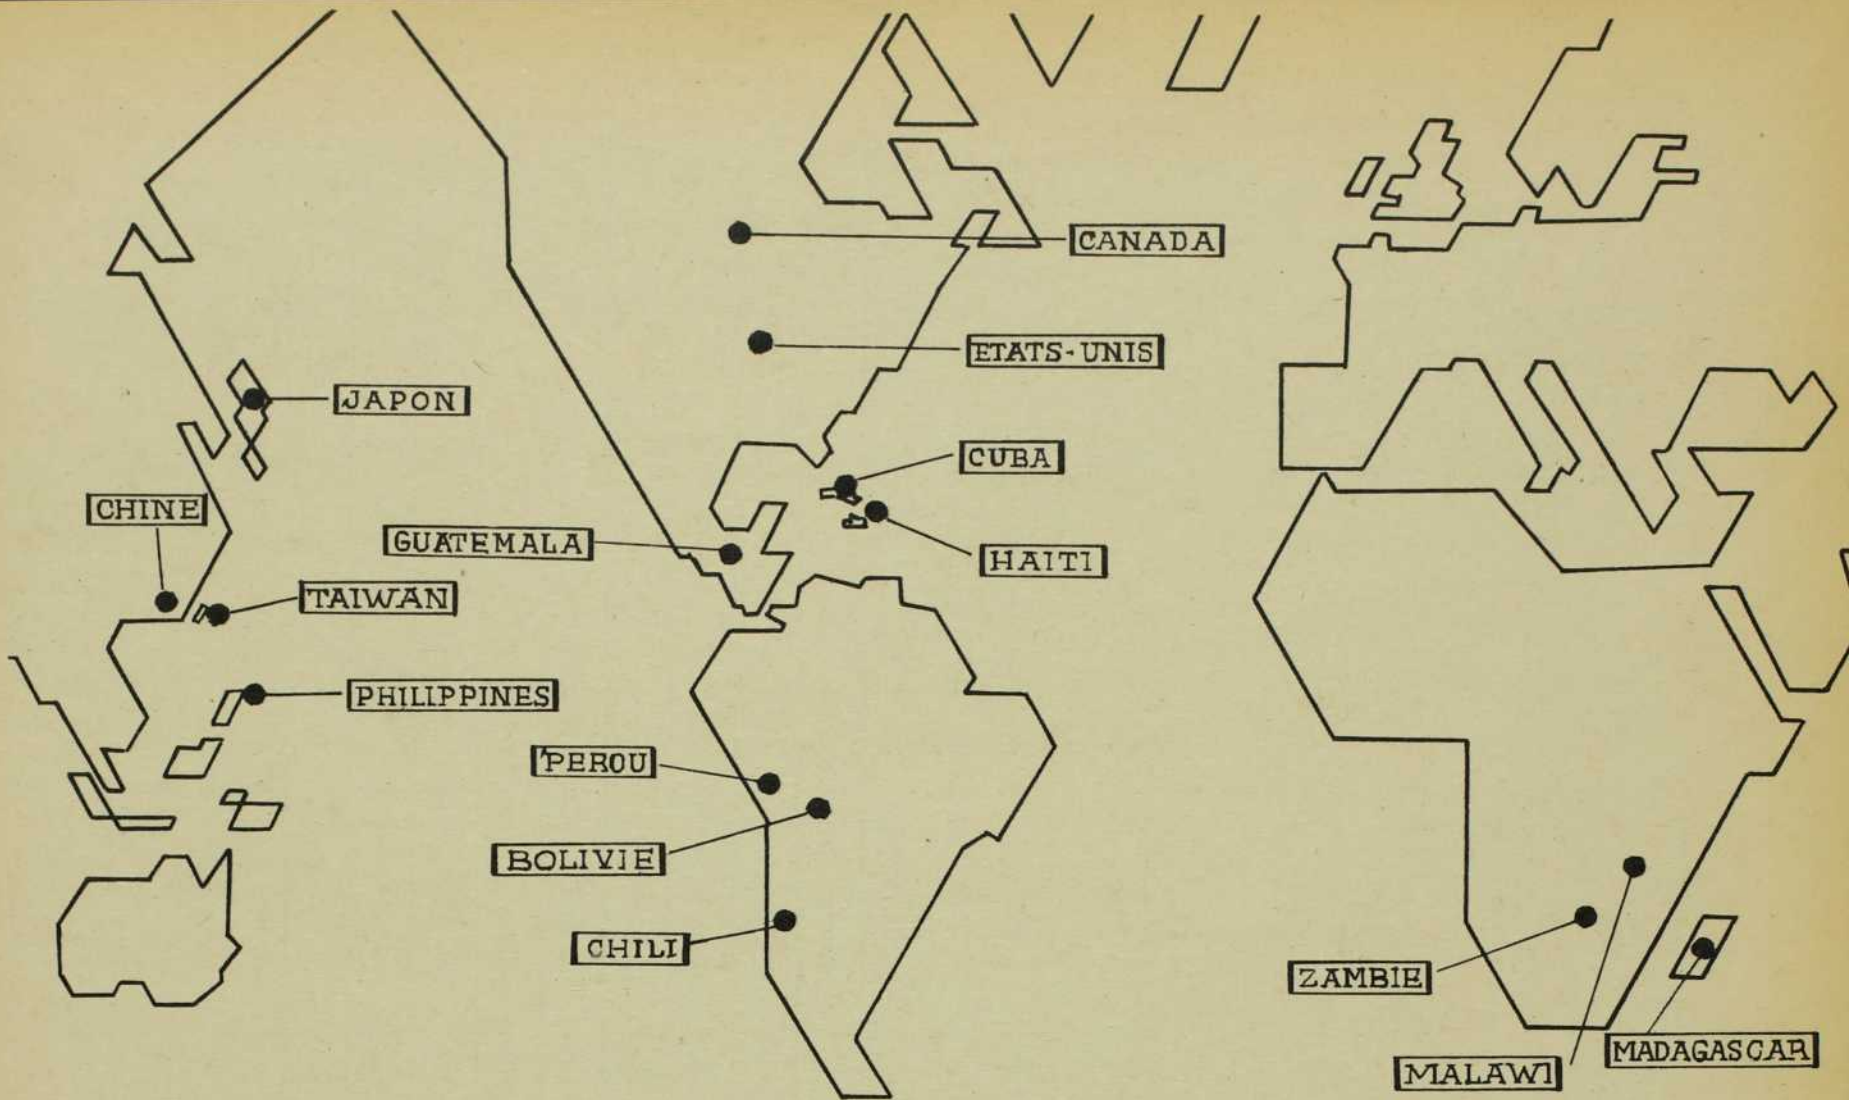 CANADA
ETATS-UNIS
JAPON
CUBA
CHINE
GUATEMALA
HAITI
TAIWAN
PHILIPPINES
PEROU
BOLIVIE
CHILI
ZAMBIE
MADAGASCAR
MALAWI